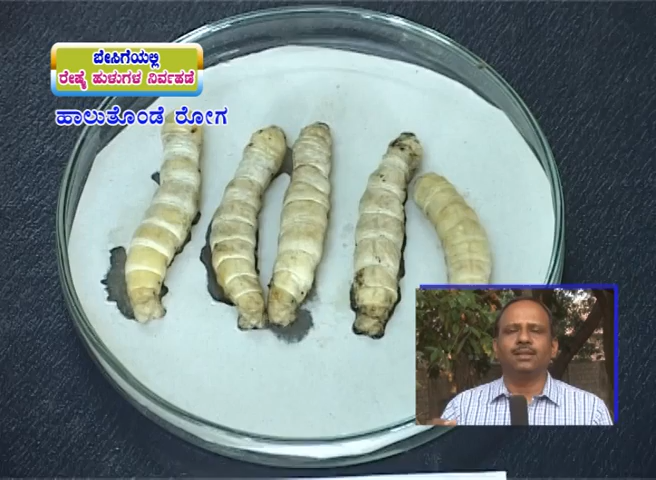 ಬೇಸಿಗೆಯಲ್ಲಿ
ರೇಷ್ಮೆ ಹುಳುಗಳ ನಿರ್ವಹಣೆ
ಹಾಲುತೊಂಡೆ ರೋಗ